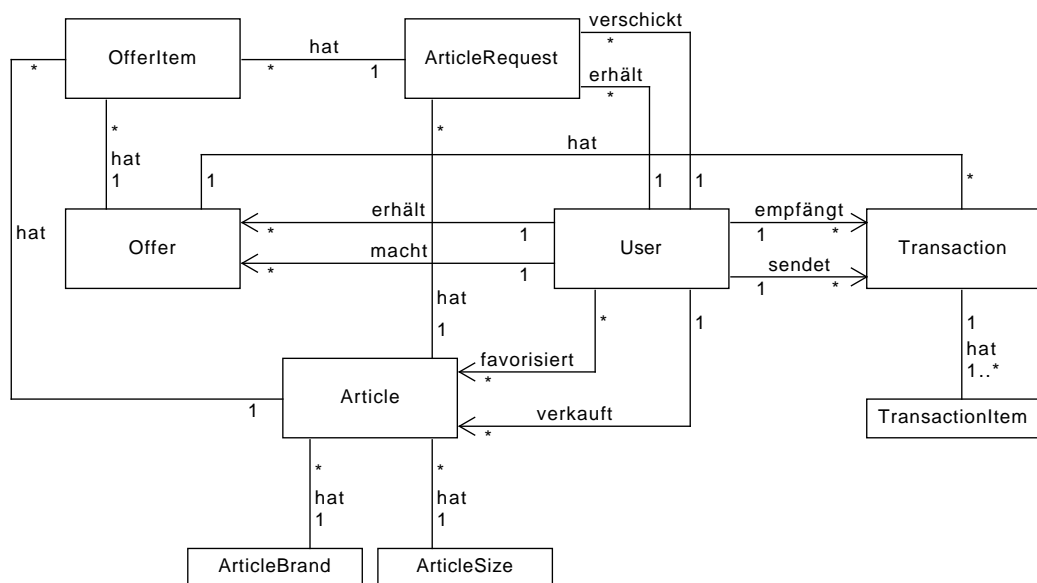 verschickt
*
OfferItem
hat
ArticleRequest
*
*
1
erhält
*
*
*
hat
hat
1
1
*
1
1
erhält
empfängt
*
1
1
*
hat
Offer
User
Transaction
macht
sendet
*
1
1
*
hat
*
1
1
1
favorisiert
hat
*
1..*
Article
1
verkauft
TransactionItem
*
*
*
hat
hat
1
1
ArticleBrand
ArticleSize